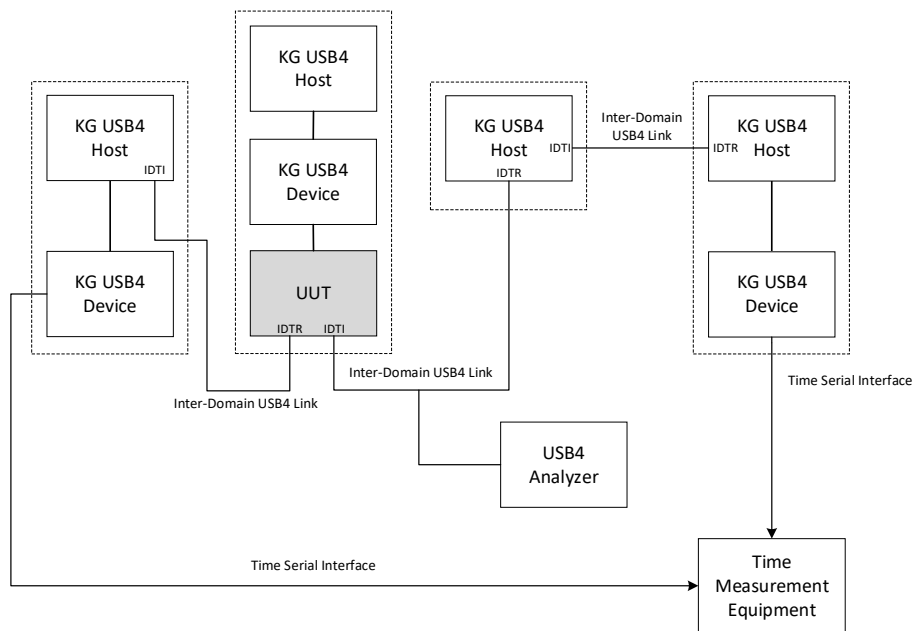 KG USB4
Host
IDTI
KG USB4
Device
KG USB4
Host
KG USB4
Device
UUT
IDTR
IDTI
KG USB4
Host
IDTI
IDTR
Inter-Domain
USB4 Link
KG USB4
Host
IDTR
KG USB4
Device
Inter-Domain USB4 Link
Inter-Domain USB4 Link
Time Serial Interface
USB4
Analyzer
Time Serial Interface
Time
Measurement
Equipment